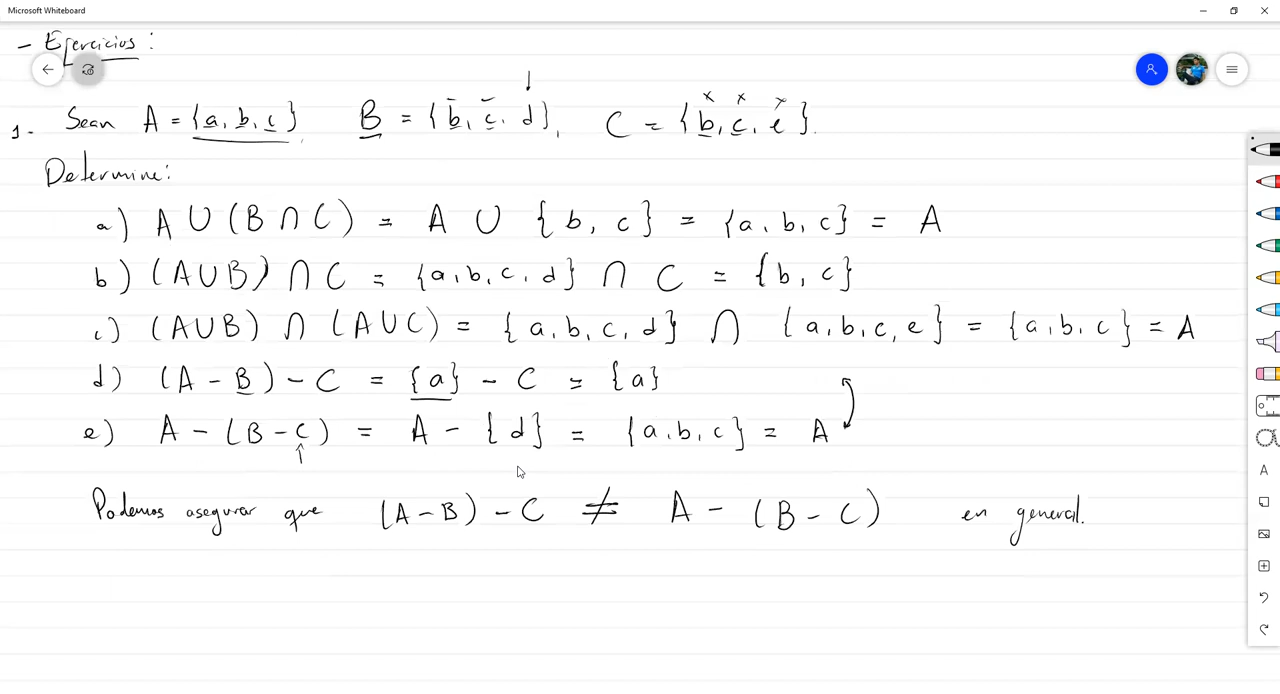 Microsoft Whiteboard
- Ejercicios:
1. Sean A = {a, b, c}, B = {b, c, d}, C = {b, c, e}.
Determine:
a) A ∪ (B ∩ C) = A ∪ {b, c} = {a, b, c} = A
b) (A ∪ B) ∩ C = {a, b, c, d} ∩ C = {b, c}
c) (A ∪ B) ∩ (A ∪ C) = {a, b, c, d} ∩ {a, b, c, e} = {a, b, c} = A
d) (A - B) - C = {a} - C = {a}
e) A - (B - C) = A - {d} = {a, b, c} = A
Podemos asegurar que (A - B) - C ≠ A - (B - C) en general.